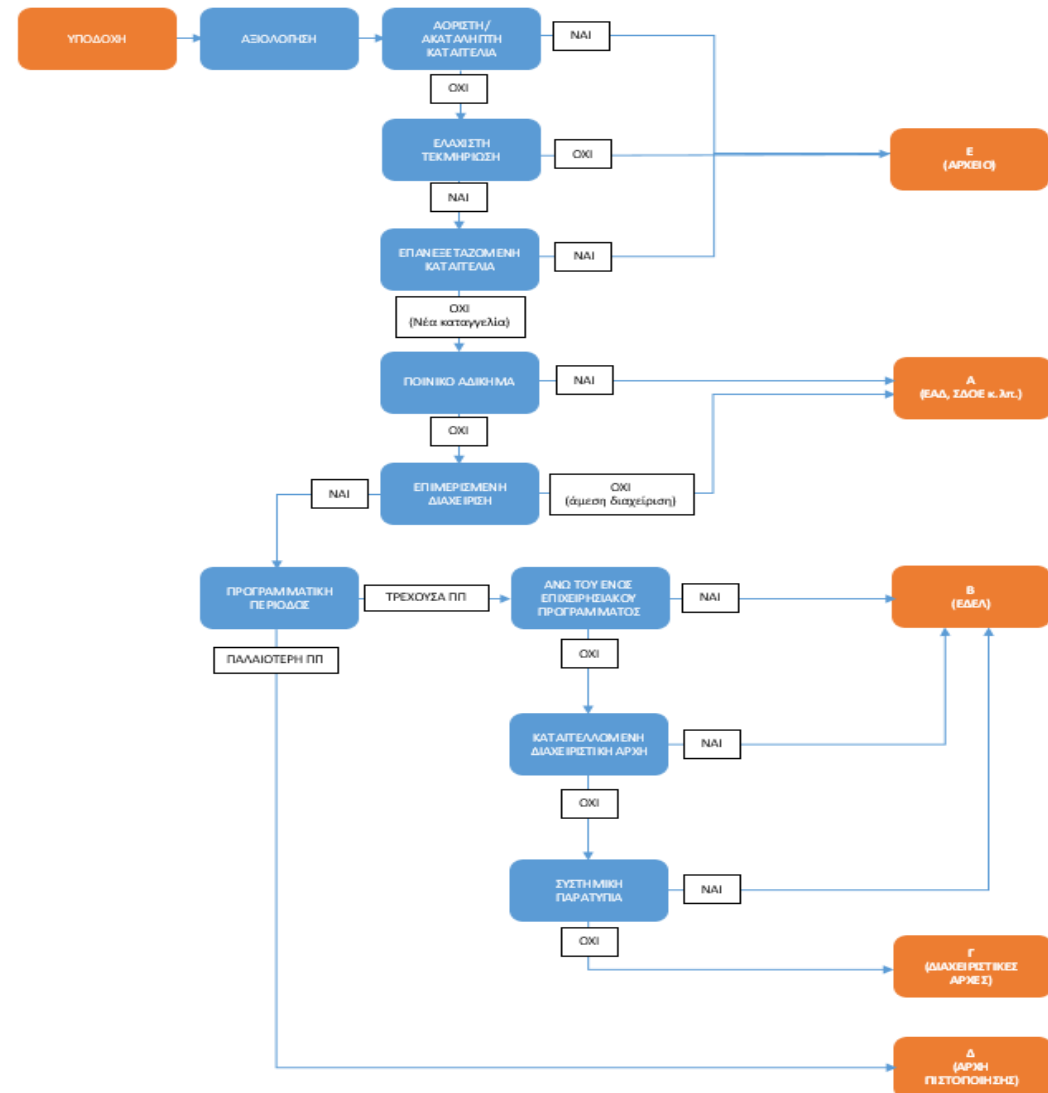 ΥΠΟΔΟΧΗ
ΑΞΙΟΛΟΓΗΣΗ
ΑΟΡΙΣΤΗ/
ΑΚΑΤΑΛΗΠΤΗ
ΚΑΤΑΓΓΕΛΙΑ
ΝΑΙ
ΟΧΙ
ΕΛΑΧΙΣΤΗ
ΤΕΚΜΗΡΙΩΣΗ
ΟΧΙ
Ε
(ΑΡΧΕΙΟ)
ΝΑΙ
ΕΠΑΝΕΞΕΤΑΖΟΜΕΝΗ
ΚΑΤΑΓΓΕΛΙΑ
ΝΑΙ
ΟΧΙ
(Νέα καταγγελία)
ΠΟΙΝΙΚΟ ΑΔΙΚΗΜΑ
ΝΑΙ
Α
(ΕΑΔ, ΣΔΟΕ κ.λπ.)
ΟΧΙ
ΕΠΙΜΕΡΙΣΜΕΝΗ
ΔΙΑΧΕΙΡΙΣΗ
ΝΑΙ
ΟΧΙ
(άμεση διαχείριση)
ΠΡΟΓΡΑΜΜΑΤΙΚΗ
ΠΕΡΙΟΔΟΣ
ΤΡΕΧΟΥΣΑ ΠΠ
ΑΝΩ ΤΟΥ ΕΝΟΣ
ΕΠΙΧΕΙΡΗΣΙΑΚΟΥ
ΠΡΟΓΡΑΜΜΑΤΟΣ
ΝΑΙ
Β
(ΕΔΕΛ)
ΠΑΛΑΙΟΤΕΡΗ ΠΠ
ΟΧΙ
ΚΑΤΑΓΓΕΛΛΟΜΕΝΗ
ΔΙΑΧΕΙΡΙΣΤΙΚΗ ΑΡΧΗ
ΝΑΙ
ΟΧΙ
ΣΥΣΤΗΜΙΚΗ
ΠΑΡΑΤΥΠΙΑ
ΝΑΙ
ΟΧΙ
Γ
(ΔΙΑΧΕΙΡΙΣΤΙΚΕΣ
ΑΡΧΕΣ)
Δ
(ΑΡΧΗ
ΠΙΣΤΟΠΟΙΗΣΗΣ)